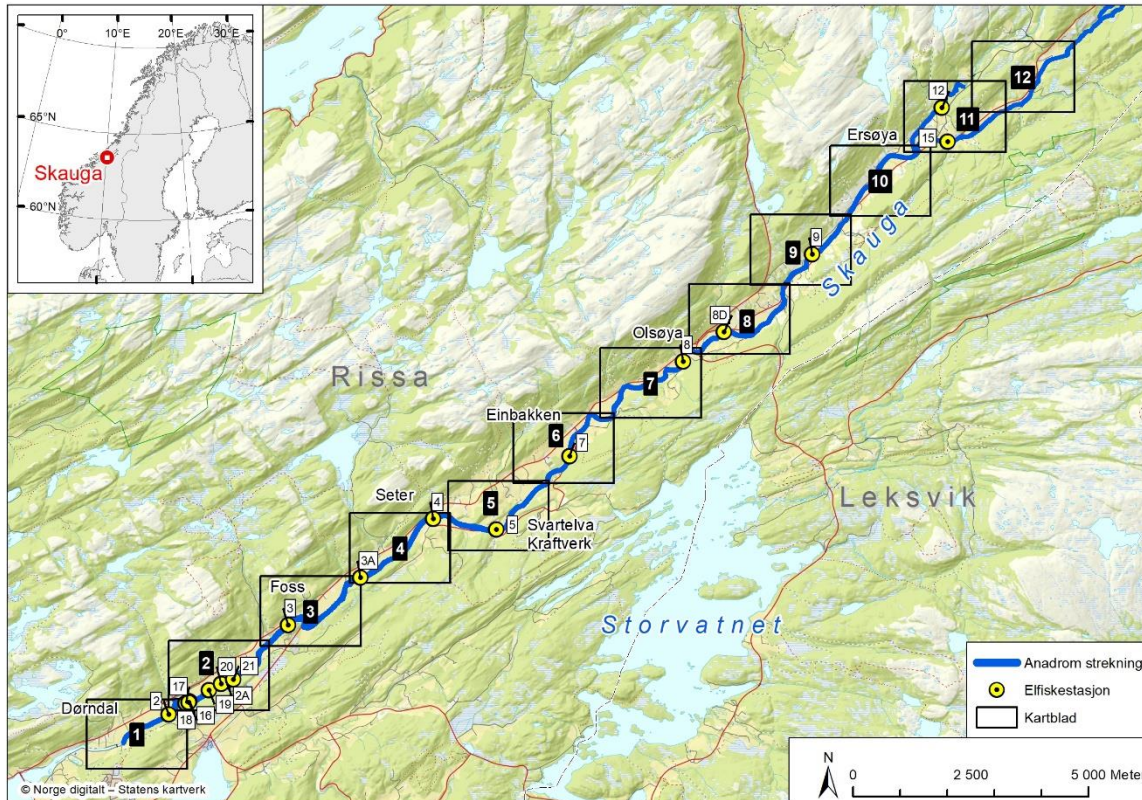 0°
10°E
20°E
30°E
65°N
60°N
Skauga
12
12
11
15
Ersøya
10
Skauga
9
9
8D
8
Olsøya
8
7
Rissa
Einbakken
6
7
Leksvik
Seter
5
4
5
Svartelva
Kraftverk
4
3A
Foss
3
3
Storvatnet
2
20
21
17
2
2A
19
16
18
Dørndal
1
Anadrom strekning
Elfiskestasjon
Kartblad
N
0
2 500
5 000 Meter
© Norge digitalt – Statens kartverk